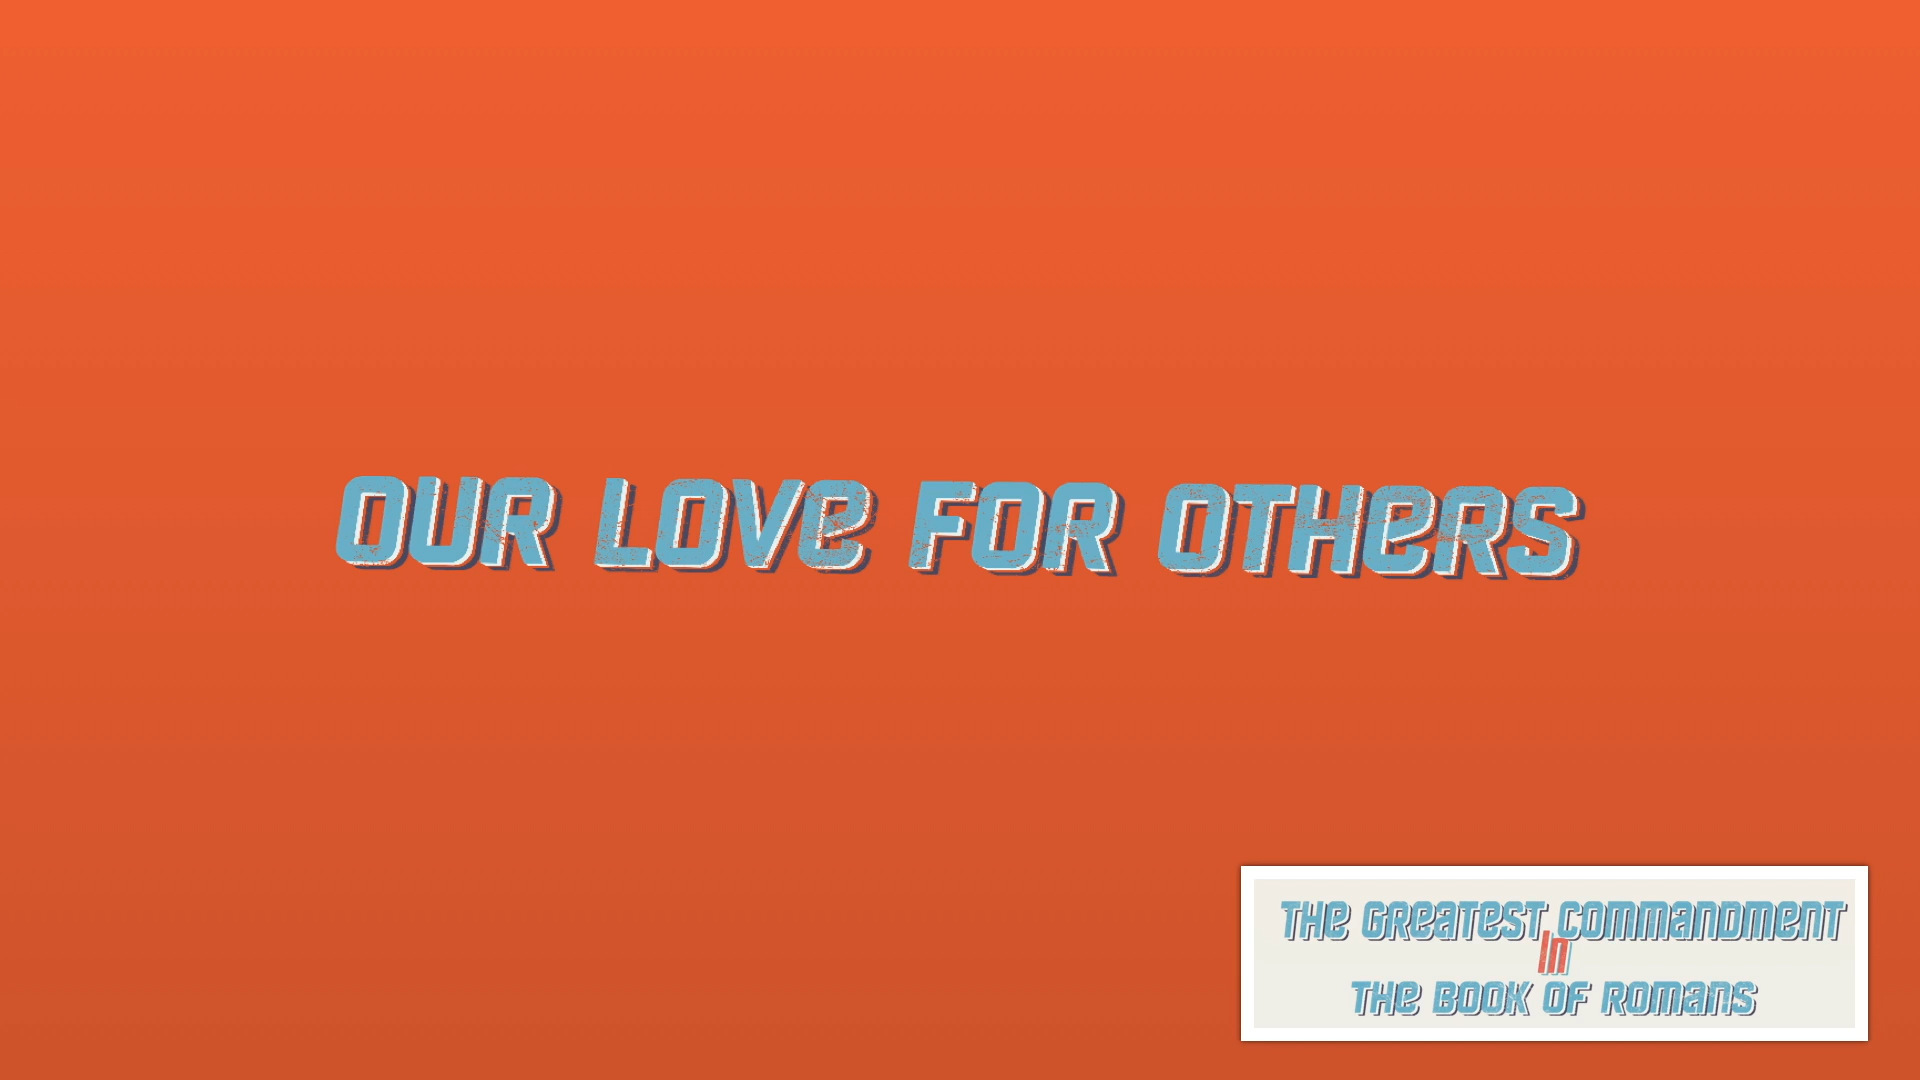 OUR LOVE FOR OTHERS
THE GREATEST COMMANDMENT
In
THE BOOK OF ROMANS